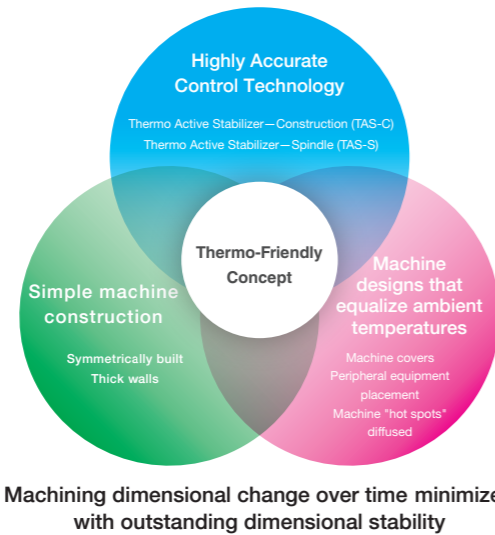 Highly Accurate
Control Technology
Thermo Active Stabilizer—Construction (TAS-C)
Thermo Active Stabilizer—Spindle (TAS-S)
Thermo-Friendly
Concept
Simple machine
construction
Symmetrically built
Thick walls
Machine
designs that
equalize ambient
temperatures
Machine covers
Peripheral equipment
placement
Machine "hot spots"
diffused
Machining dimensional change over time minimize
with outstanding dimensional stability